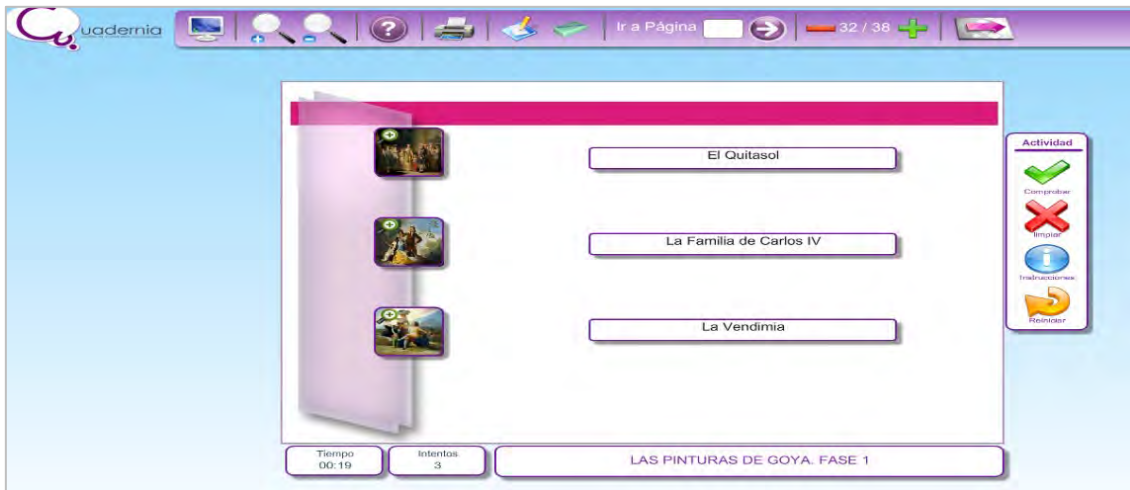 Cuadernia
Ir a Página
32 / 38
El Quitasol
La Familia de Carlos IV
La Vendimia
Actividad
Comprobar
limpiar
Instrucciones
Reiniciar
Tiempo
00:19
Intentos
3
LAS PINTURAS DE GOYA. FASE 1